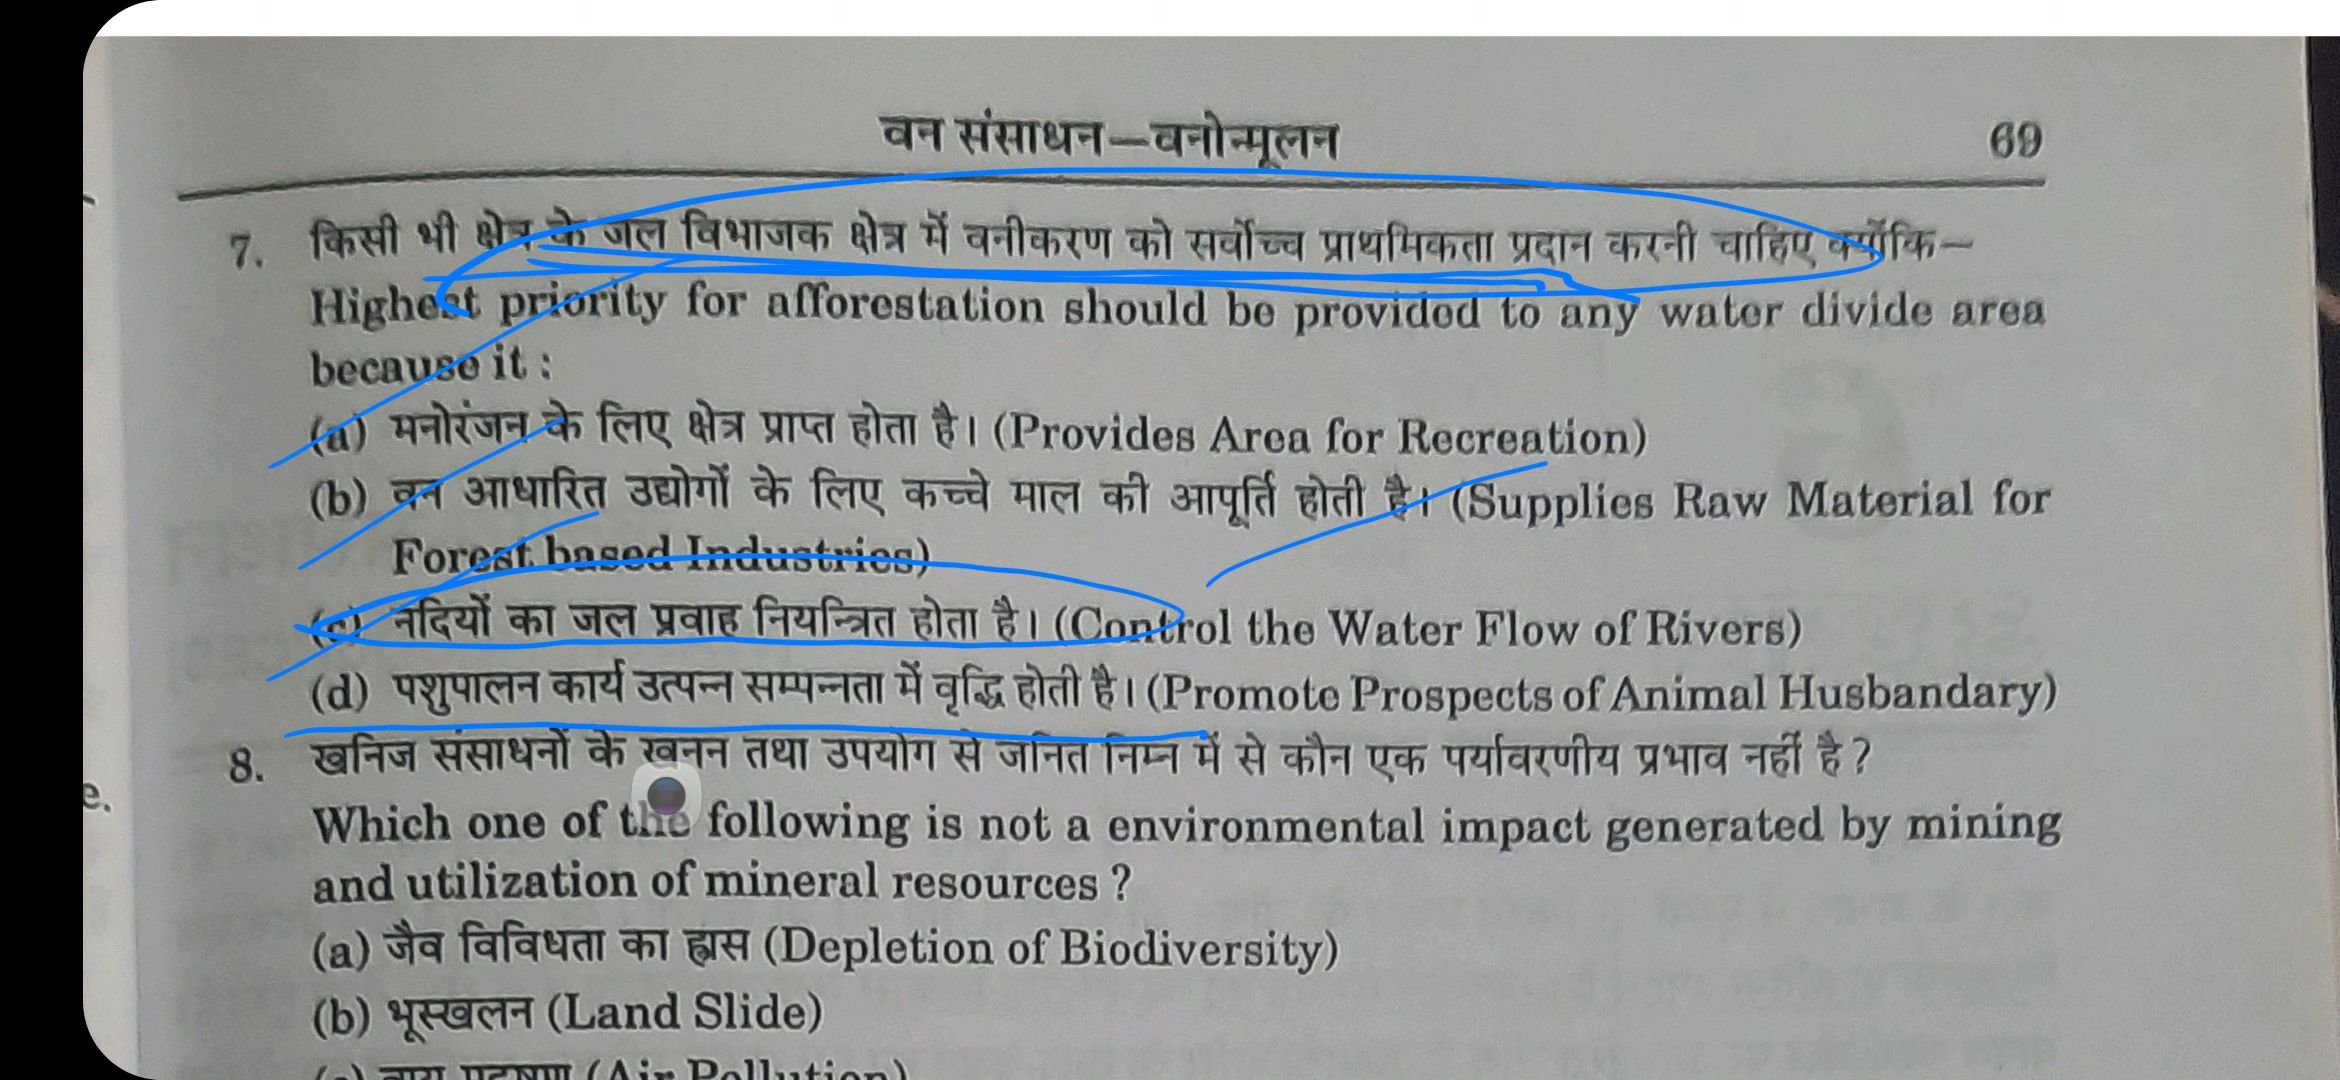 वन संसाधन—वनोन्मूलन 69
7. किसी भी क्षेत्र के जल विभाजक क्षेत्र में वनीकरण को सर्वोच्च प्राथमिकता प्रदान करनी चाहिए क्योंकि—
Highest priority for afforestation should be provided to any water divide area
because it :
(a) मनोरंजन के लिए क्षेत्र प्राप्त होता है। (Provides Area for Recreation)
(b) वन आधारित उद्योगों के लिए कच्चे माल की आपूर्ति होती है। (Supplies Raw Material for
Forest based Industries)
(c) नदियों का जल प्रवाह नियन्त्रित होता है। (Control the Water Flow of Rivers)
(d) पशुपालन कार्य उत्पन्न सम्पन्नता में वृद्धि होती है। (Promote Prospects of Animal Husbandary)
8. खनिज संसाधनों के खनन तथा उपयोग से जनित निम्न में से कौन एक पर्यावरणीय प्रभाव नहीं है ?
e.
Which one of the following is not a environmental impact generated by mining
and utilization of mineral resources ?
(a) जैव विविधता का ह्रास (Depletion of Biodiversity)
(b) भूस्खलन (Land Slide)
(c) वायु प्रदूषण (Air Pollution)